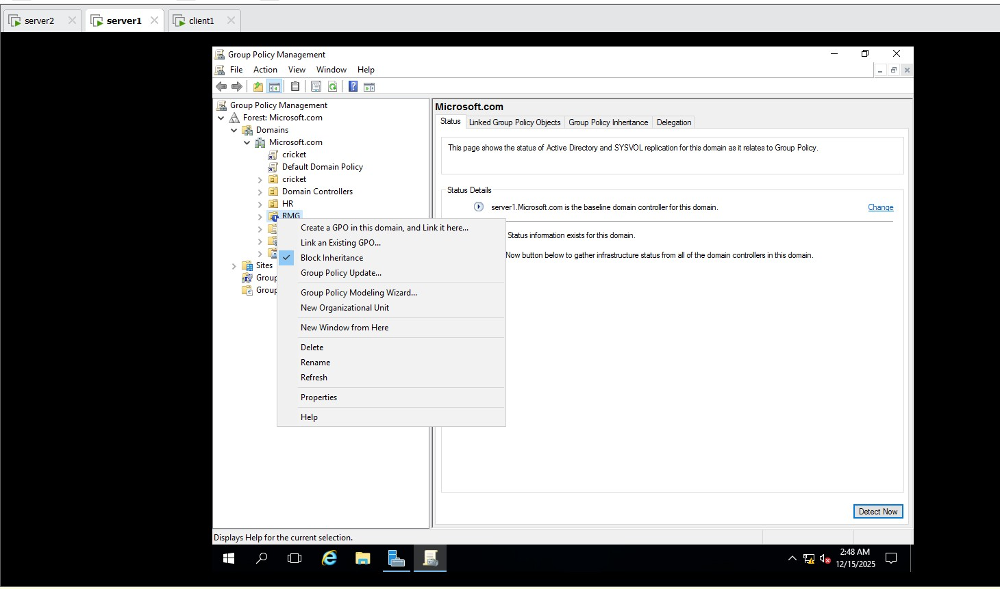 server2
server1
client1
Group Policy Management
File Action View Window Help
Group Policy Management
Forest: Microsoft.com
Domains
Microsoft.com
cricket
Default Domain Policy
cricket
Domain Controllers
HR
RMG
Sites
Group
Group
Create a GPO in this domain, and Link it here...
Link an Existing GPO...
Block Inheritance
Group Policy Update...
Group Policy Modeling Wizard...
New Organizational Unit
New Window from Here
Delete
Rename
Refresh
Properties
Help
Microsoft.com
Status Linked Group Policy Objects Group Policy Inheritance Delegation
This page shows the status of Active Directory and SYSVOL replication for this domain as it relates to Group Policy.
Status Details
server1.Microsoft.com is the baseline domain controller for this domain. Change
Status information exists for this domain.
Now button below to gather infrastructure status from all of the domain controllers in this domain.
Detect Now
Displays Help for the current selection.
2:48 AM
12/15/2025